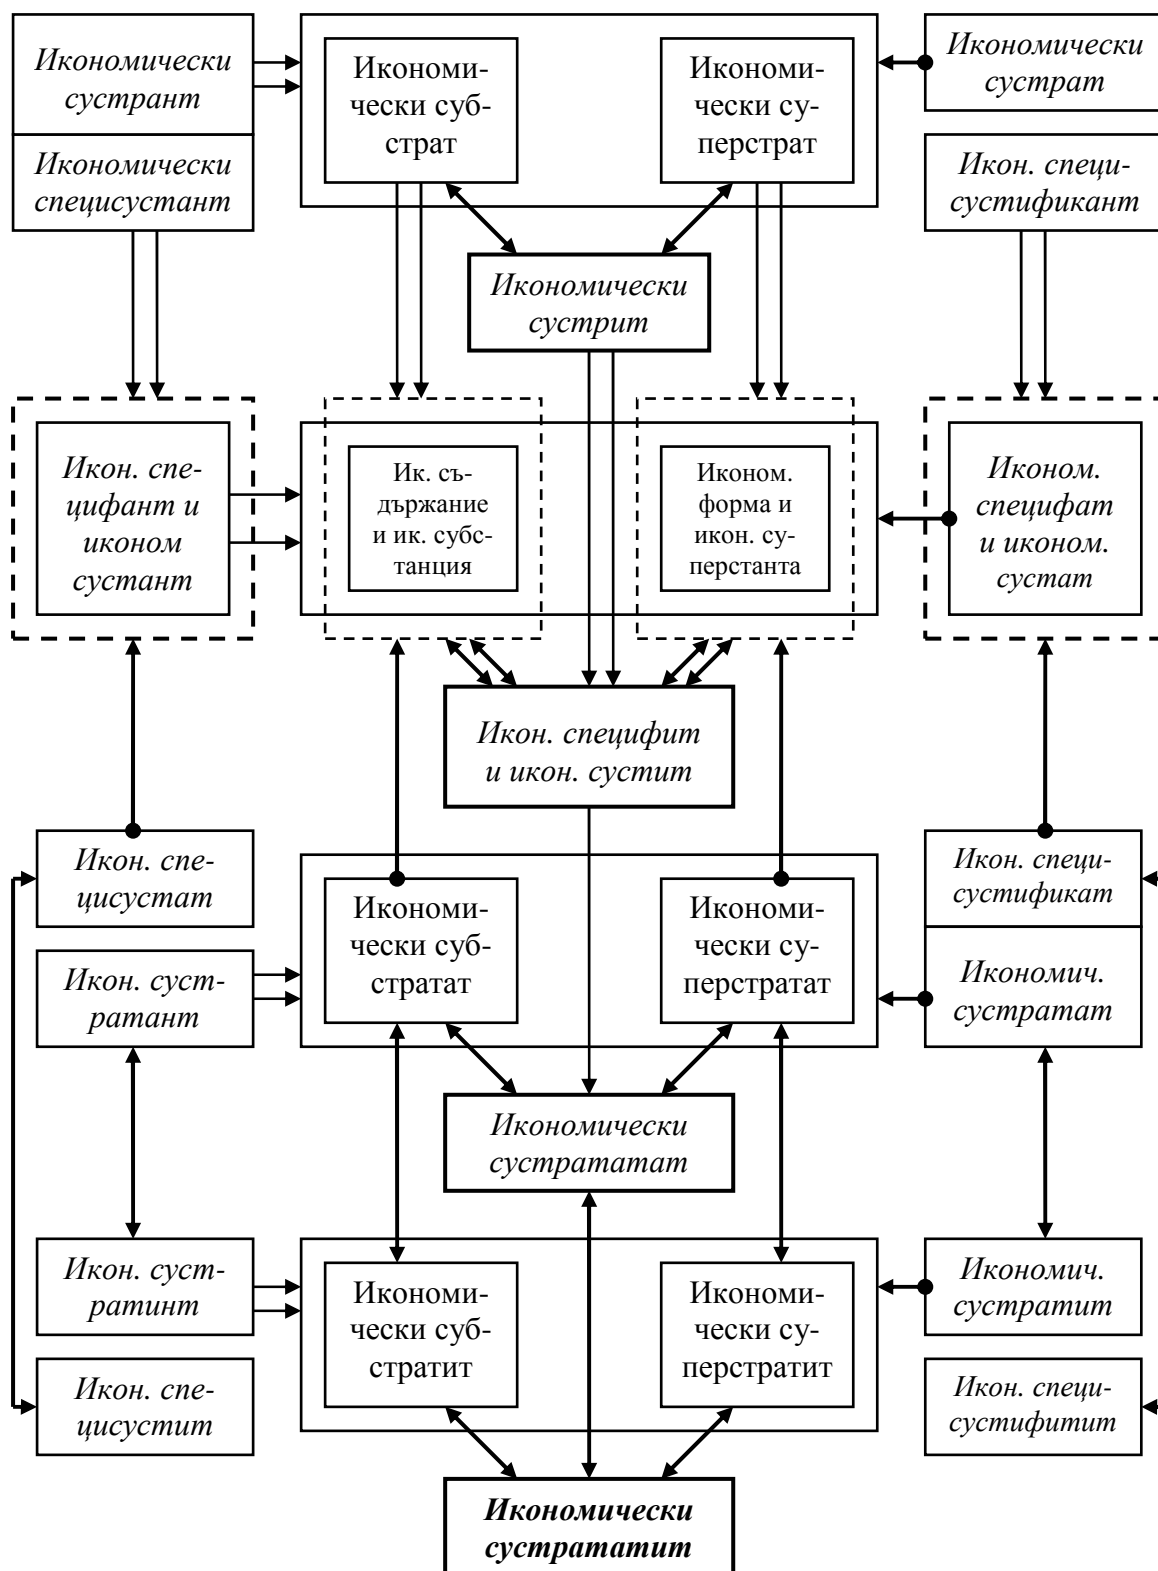 Икономически
сустрант
Икономи-
чески суб-
страт
Икономи-
чески су-
перстрат
Икономически
сустрат
Икономически
специсустант
Икон. специ-
сустификант
Икономически
сустрит
Икон. спе-
цифант и
иконом
сустант
Ик. съ-
държание
и ик. субс-
танция
Иконом.
форма и
икон. су-
перстанта
Иконом.
специфат
и иконом.
сустат
Икон. специфит
и икон. сустит
Икон. спе-
цисустат
Икономи-
чески суб-
стратат
Икономи-
чески су-
перстратат
Икон. специ-
сустификат
Икон. суст-
ратант
Икономич.
сустратат
Икономически
сустрататат
Икон. суст-
ратинт
Икономи-
чески суб-
стратит
Икономи-
чески су-
перстратит
Икономич.
сустратит
Икон. спе-
цисустит
Икон. специ-
сустифитит
Икономически
сустрататит